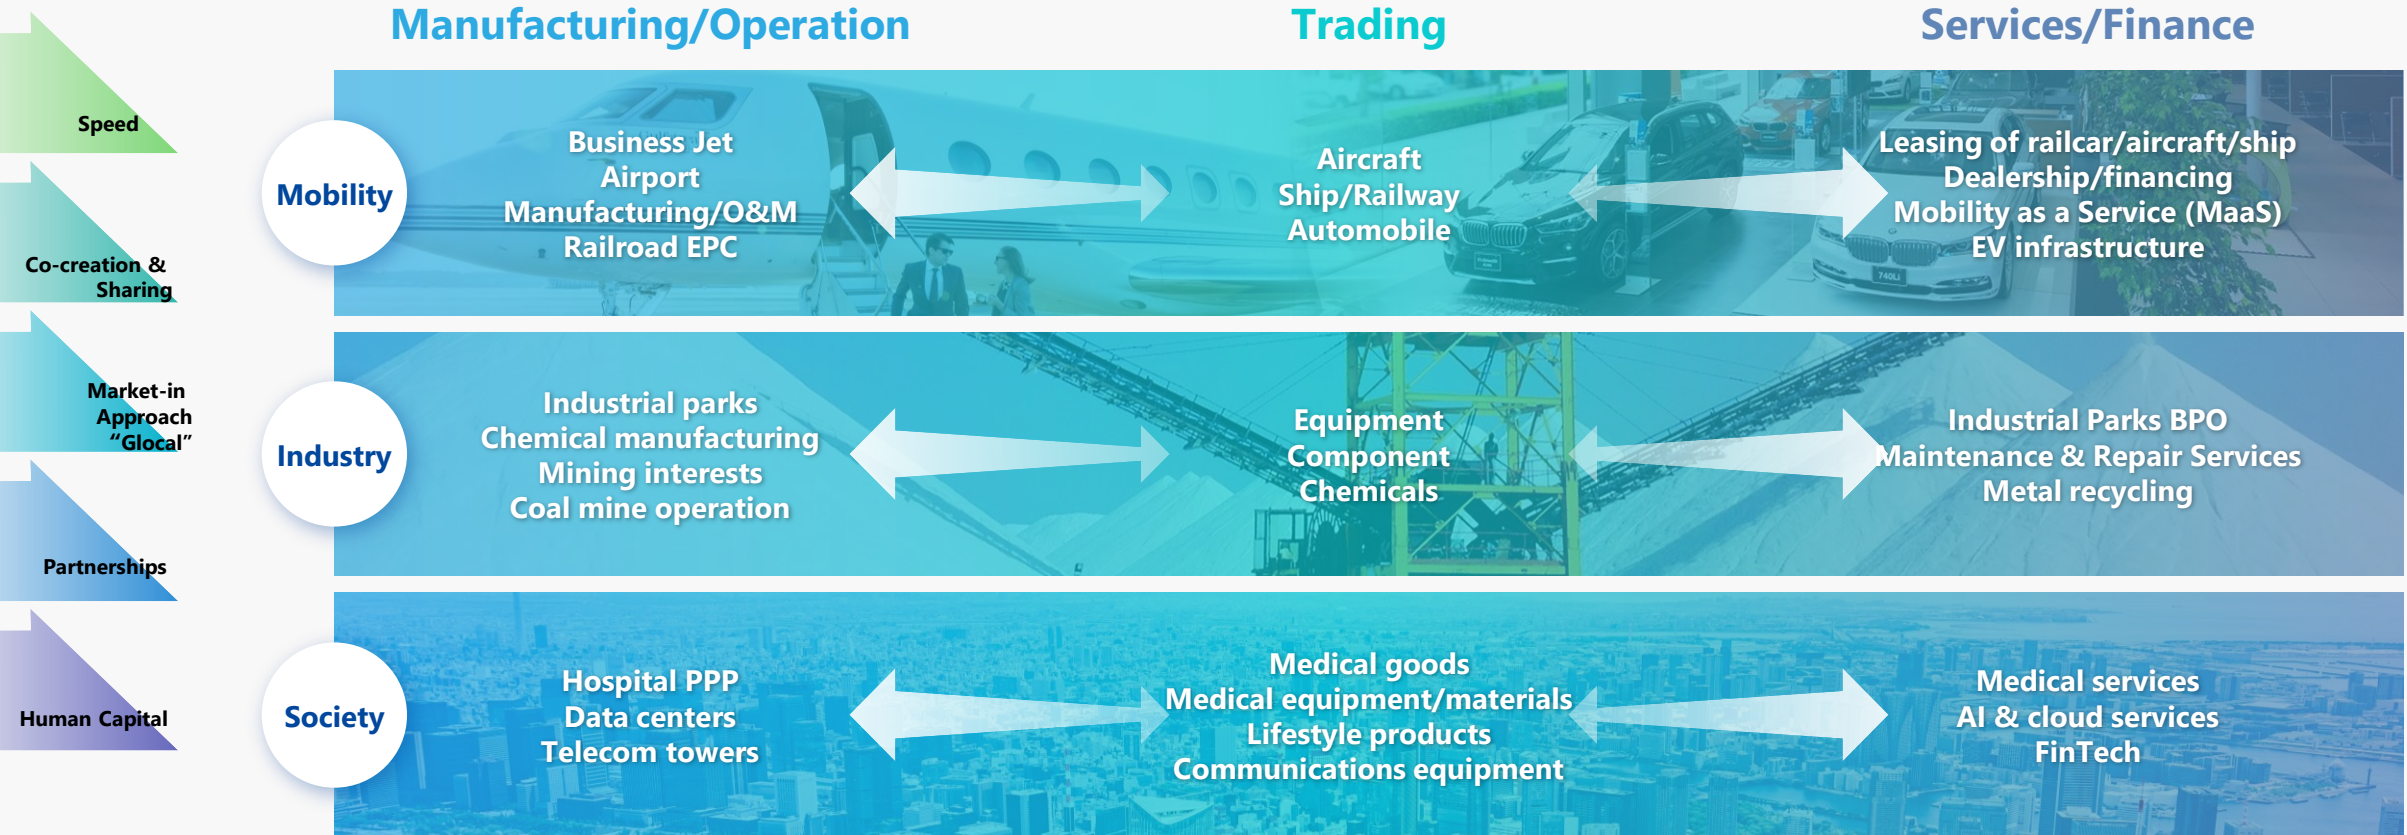 Manufacturing/Operation
Trading
Services/Finance
Speed
Co-creation &
Sharing
Market-in
Approach
“Glocal”
Partnerships
Human Capital
Mobility
Business Jet
Airport
Manufacturing/O&M
Railroad EPC
Aircraft
Ship/Railway
Automobile
Leasing of railcar/aircraft/ship
Dealership/financing
Mobility as a Service (MaaS)
EV infrastructure
740Li
Industry
Industrial parks
Chemical manufacturing
Mining interests
Coal mine operation
Equipment
Component
Chemicals
Industrial Parks BPO
Maintenance & Repair Services
Metal recycling
Society
Hospital PPP
Data centers
Telecom towers
Medical goods
Medical equipment/materials
Lifestyle products
Communications equipment
Medical services
AI & cloud services
FinTech